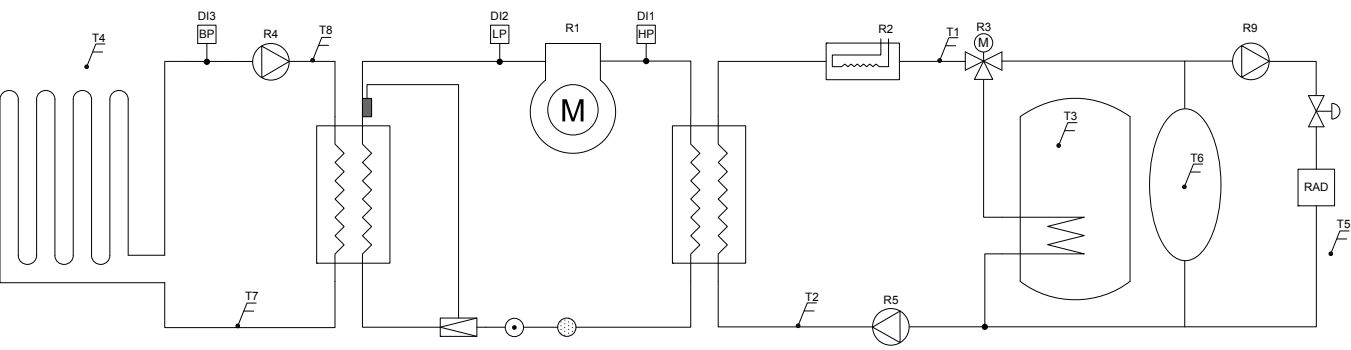 T4
DI3
BP
R4
T8
DI2
LP
R1
M
DI1
HP
R2
T1
R3
M
R9
T3
T6
RAD
T5
T7
T2
R5